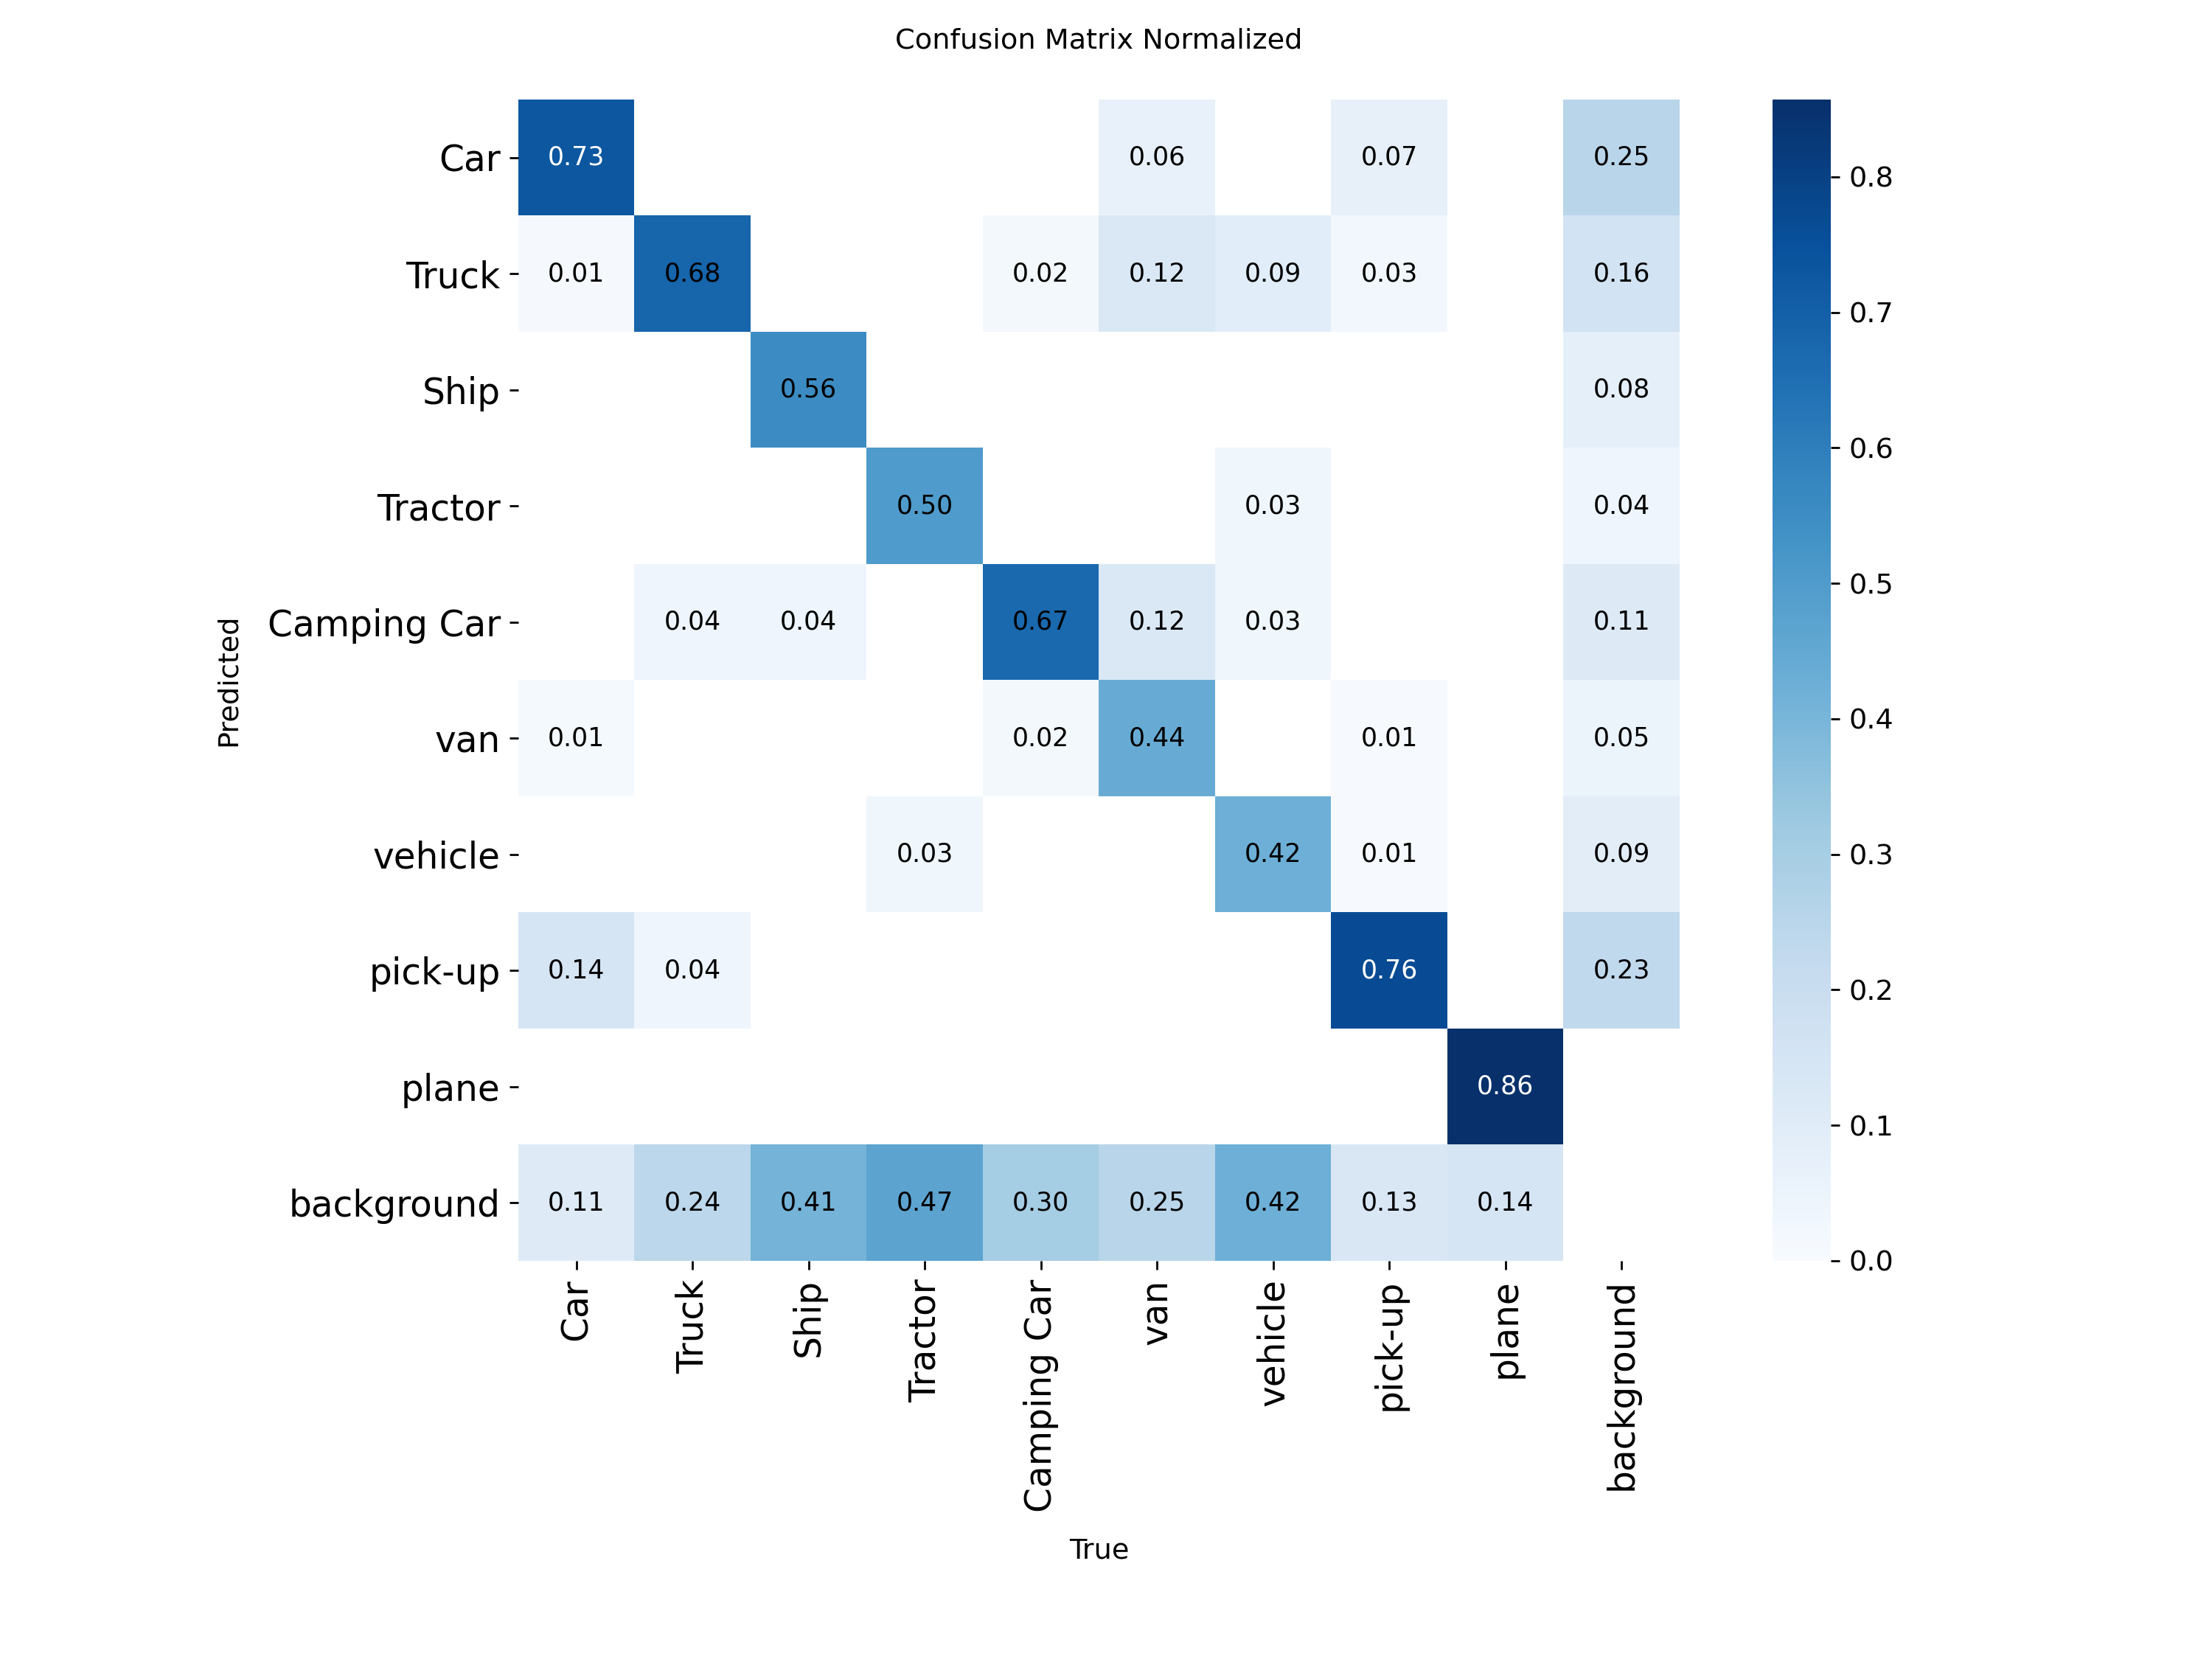 Confusion Matrix Normalized
Car 0.73 0.06 0.07 0.25
Truck 0.01 0.68 0.02 0.12 0.09 0.03 0.16
Ship 0.56 0.08
Tractor 0.50 0.03 0.04
Camping Car 0.04 0.04 0.67 0.12 0.03 0.11
van 0.01 0.02 0.44 0.01 0.05
vehicle 0.03 0.42 0.01 0.09
pick-up 0.14 0.04 0.76 0.23
plane 0.86
background 0.11 0.24 0.41 0.47 0.30 0.25 0.42 0.13 0.14
Predicted
Car
Truck
Ship
Tractor
Camping Car
van
vehicle
pick-up
plane
background
True
0.8
0.7
0.6
0.5
0.4
0.3
0.2
0.1
0.0